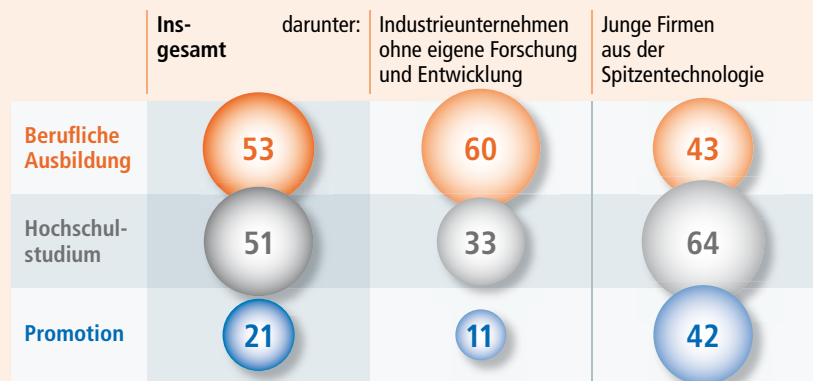 Ins-
gesamt
darunter:
Industrieunternehmen
ohne eigene Forschung
und Entwicklung
Junge Firmen
aus der
Spitzentechnologie
Berufliche
Ausbildung
53
60
43
Hochschul-
studium
51
33
64
Promotion
21
11
42